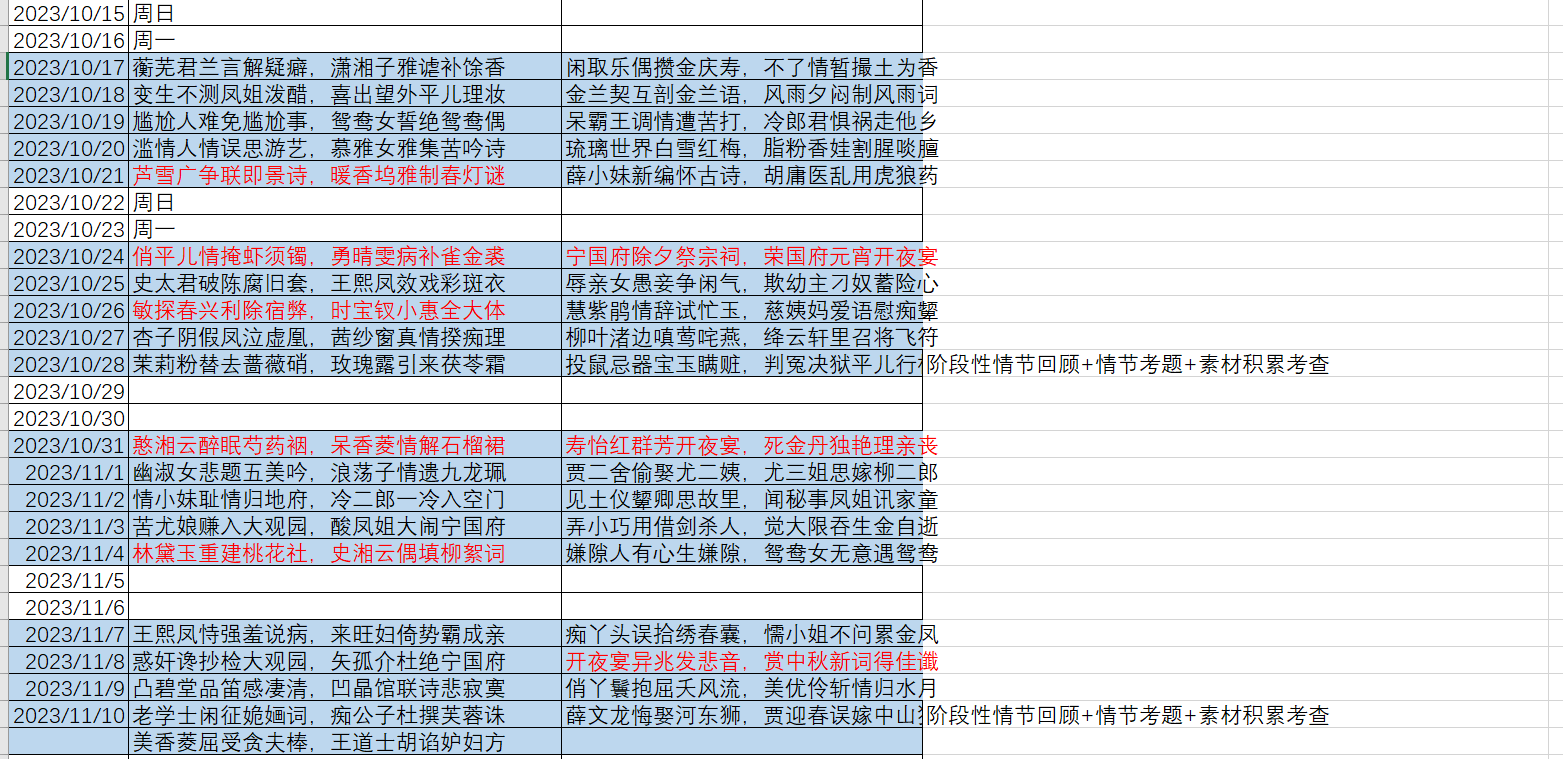 2023/10/15 周日
2023/10/16 周一
2023/10/17 蘅芜君兰言解疑癖，潇湘子雅谑补馀香 闲取乐偶攒金庆寿，不了情暂撮土为香
2023/10/18 变生不测凤姐泼醋，喜出望外平儿理妆 金兰契互剖金兰语，风雨夕闷制风雨词
2023/10/19 尴尬人难免尴尬事，鸳鸯女誓绝鸳鸯偶 呆霸王调情遭苦打，冷郎君惧祸走他乡
2023/10/20 滥情人情误思游艺，慕雅女雅集苦吟诗 琉璃世界白雪红梅，脂粉香娃割腥啖膻
2023/10/21 芦雪广争联即景诗，暖香坞雅制春灯谜 薛小妹新编怀古诗，胡庸医乱用虎狼药
2023/10/22 周日
2023/10/23 周一
2023/10/24 俏平儿情掩虾须镯，勇晴雯病补雀金裘 宁国府除夕祭宗祠，荣国府元宵开夜宴
2023/10/25 史太君破陈腐旧套，王熙凤效戏彩斑衣 辱亲女愚妾争闲气，欺幼主刁奴蓄险心
2023/10/26 敏探春兴利除宿弊，时宝钗小惠全大体 慧紫鹃情辞试忙玉，慈姨妈爱语慰痴颦
2023/10/27 杏子阴假凤泣虚凰，茜纱窗真情揆痴理 柳叶渚边嗔莺咤燕，绛云轩里召将飞符
2023/10/28 茉莉粉替去蔷薇硝，玫瑰露引来茯苓霜 投鼠忌器宝玉瞒赃，判冤决狱平儿行 阶段性情节回顾+情节考题+素材积累考查
2023/10/29
2023/10/30
2023/10/31 憨湘云醉眠芍药裀，呆香菱情解石榴裙 寿怡红群芳开夜宴，死金丹独艳理亲丧
2023/11/1 幽淑女悲题五美吟，浪荡子情遗九龙珮 贾二舍偷娶尤二姨，尤三姐思嫁柳二郎
2023/11/2 情小妹耻情归地府，冷二郎一冷入空门 见土仪颦卿思故里，闻秘事凤姐讯家童
2023/11/3 苦尤娘赚入大观园，酸凤姐大闹宁国府 弄小巧用借剑杀人，觉大限吞生金自逝
2023/11/4 林黛玉重建桃花社，史湘云偶填柳絮词 嫌隙人有心生嫌隙，鸳鸯女无意遇鸳鸯
2023/11/5
2023/11/6
2023/11/7 王熙凤恃强羞说病，来旺妇倚势霸成亲 痴丫头误拾绣春囊，懦小姐不问累金凤
2023/11/8 惑奸谗抄检大观园，矢孤介杜绝宁国府 开夜宴异兆发悲音，赏中秋新词得佳谶
2023/11/9 凸碧堂品笛感凄清，凹晶馆联诗悲寂寞 俏丫鬟抱屈夭风流，美优伶斩情归水月
2023/11/10 老学士闲征姽婳词，痴公子杜撰芙蓉诛 薛文龙悔娶河东狮，贾迎春误嫁中山 阶段性情节回顾+情节考题+素材积累考查
美香菱屈受贪夫棒，王道士胡诌妒妇方